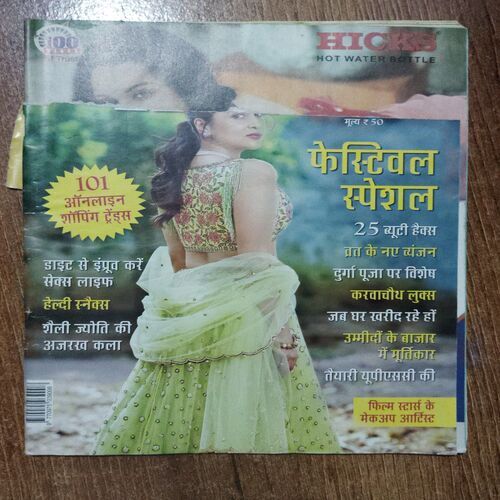 100
HICKS
HOT WATER BOTTLE
मूल्य ₹ 50
फेस्टिवल
स्पेशल
101
ऑनलाइन
शॉपिंग ट्रेंड्स
25 ब्यूटी हैक्स
व्रत के नए व्यंजन
दुर्गा पूजा पर विशेष
करवाचौथ लुक्स
जब घर खरीद रहे हों
उम्मीदों के बाजार
में मूर्तिकार
तैयारी यूपीएससी की
डाइट से इंप्रूव करें
सेक्स लाइफ
हेल्दी स्नैक्स
शैली ज्योति की
अजरख कला
फिल्म स्टार्स के
मेकअप आर्टिस्ट